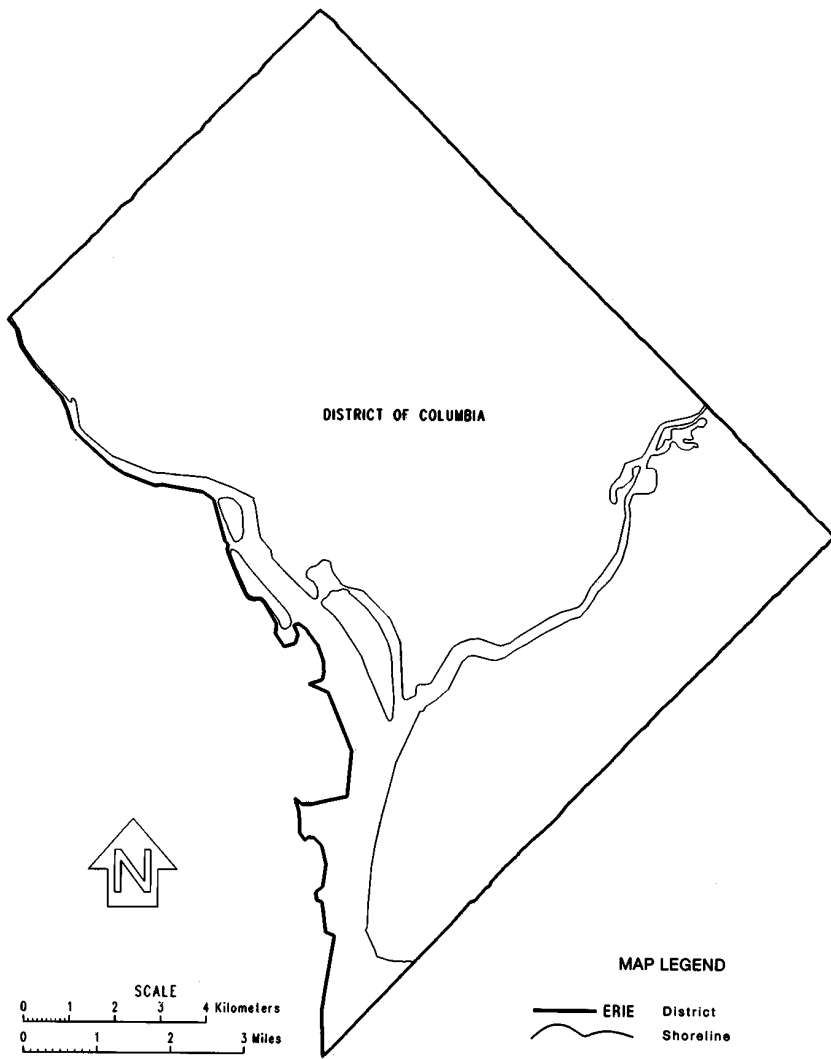 DISTRICT OF COLUMBIA
N
SCALE
0 1 2 3 4 Kilometers
0 1 2 3 Miles
MAP LEGEND
ERIE District
Shoreline